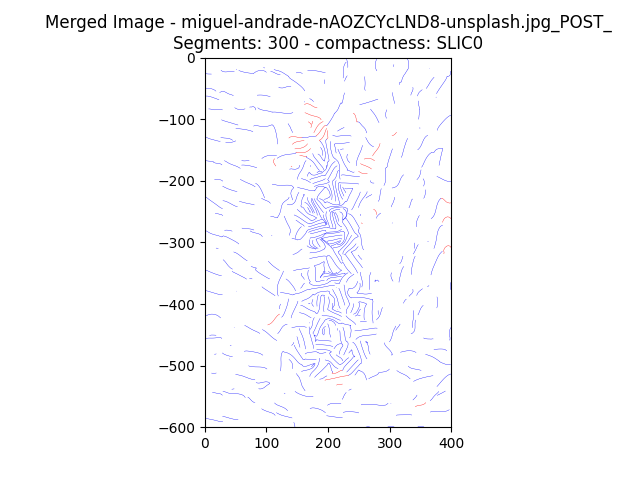 Merged Image - miguel-andrade-nAOZCYcLND8-unsplash.jpg_POST_
Segments: 300 - compactness: SLIC0
0
−100
−200
−300
−400
−500
−600
0 100 200 300 400